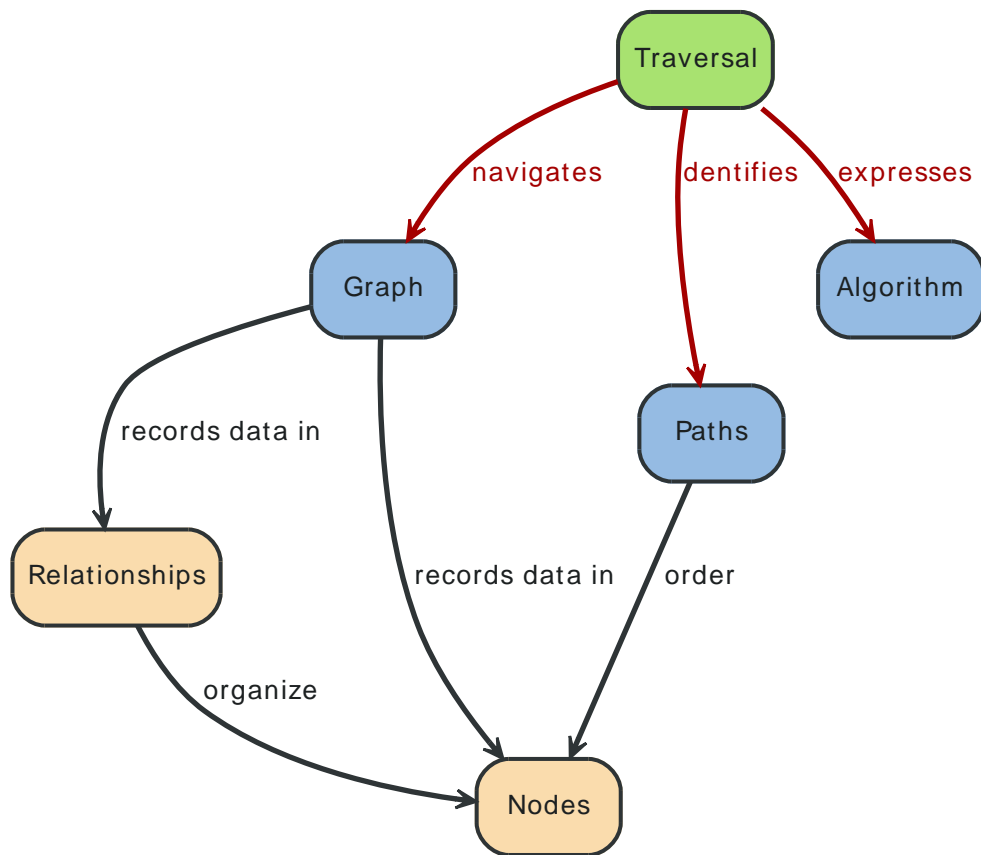 Traversal
navigates
dentifies
expresses
Graph
Algorithm
records data in
Paths
Relationships
records data in
order
organize
Nodes